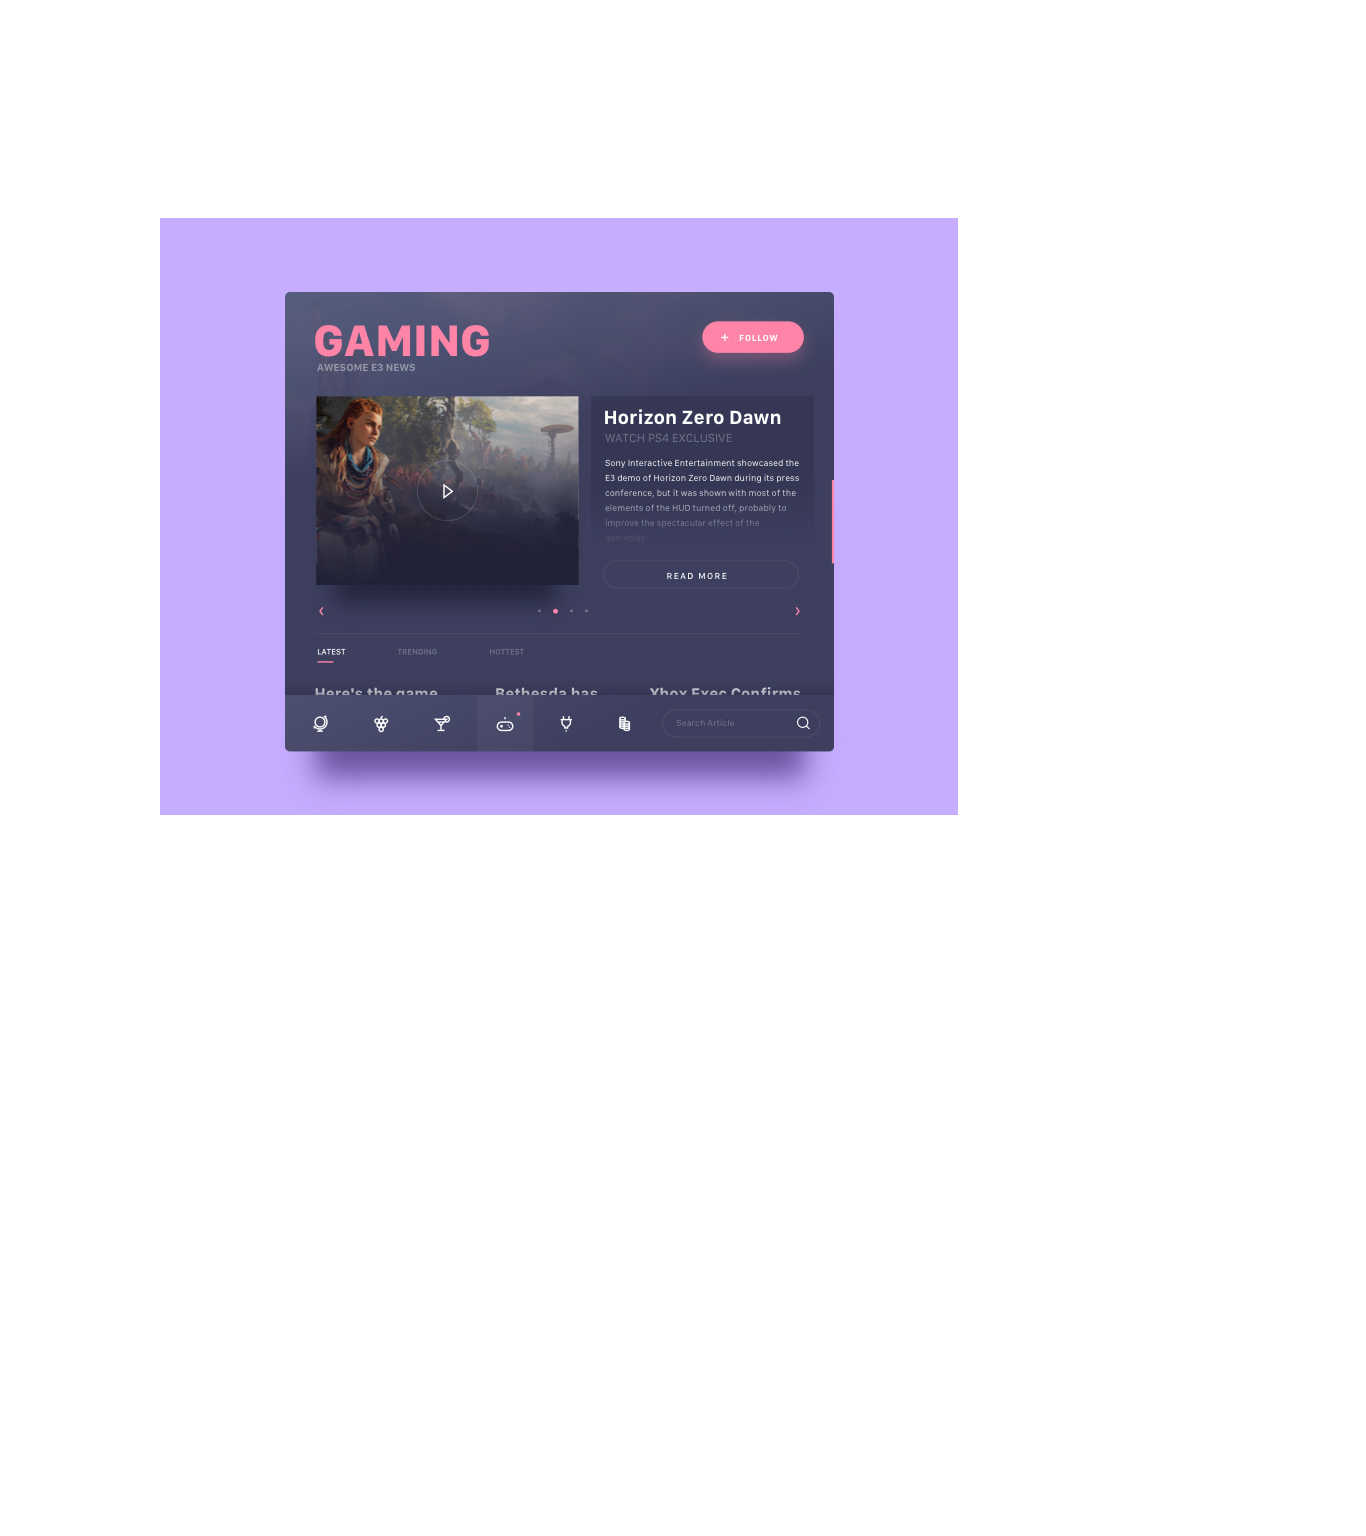 GAMING
FOLLOW
AWESOME E3 NEWS
Horizon Zero Dawn
WATCH PS4 EXCLUSIVE
Sony Interactive Entertainment showcased the
E3 demo of Horizon Zero Dawn during its press
conference, but it was shown with most of the
elements of the HUD turned off, probably to
improve the spectacular effect of the
gameplay
READ MORE
LATEST
TRENDING
HOTTEST
Here's the game
Bethesda has
Xbox Exec Confirms
Search Article